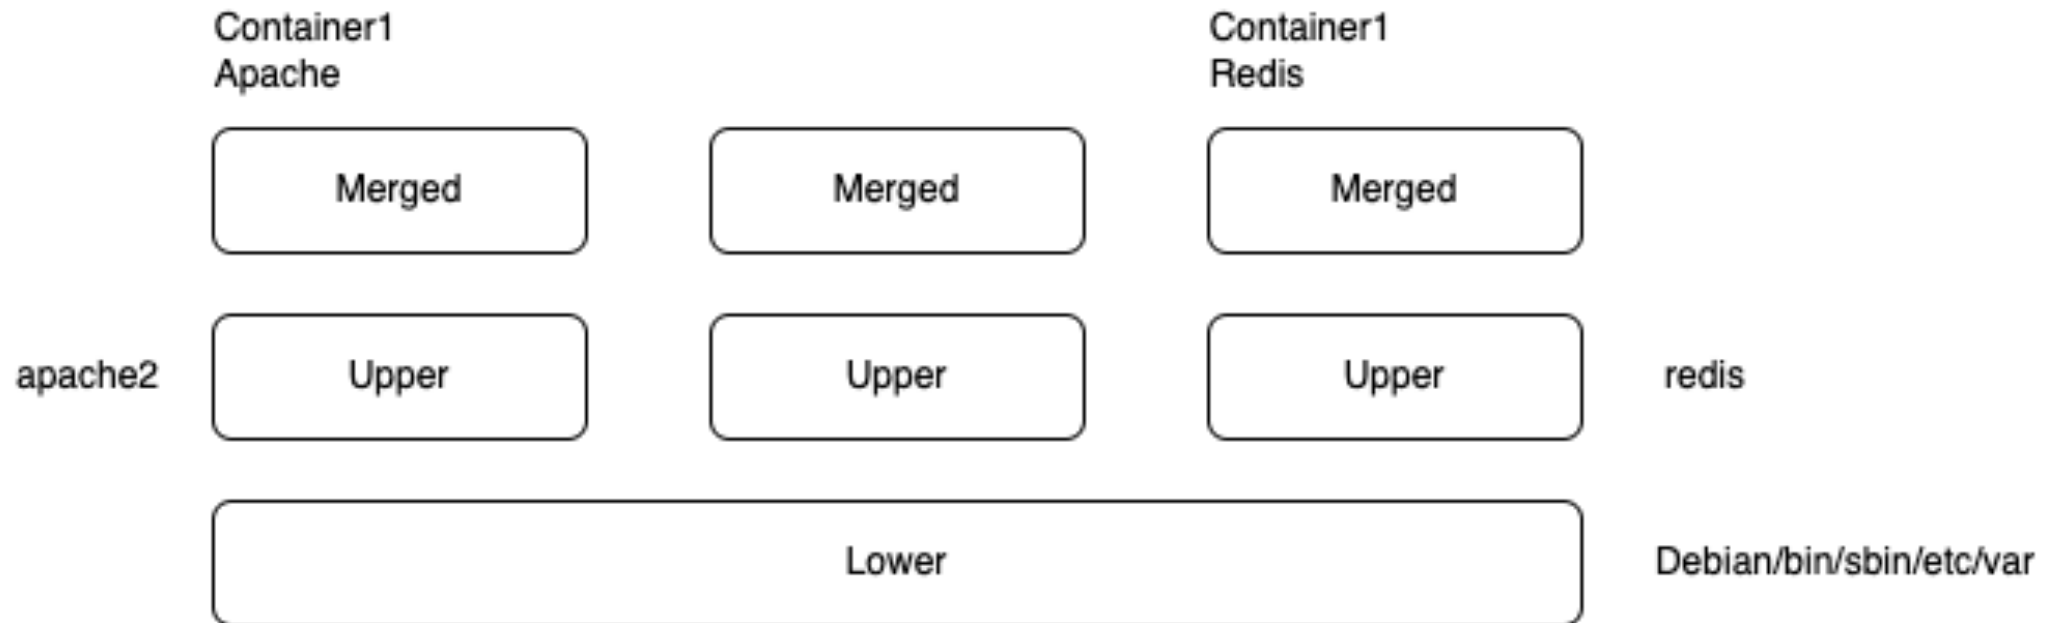 Container1
Apache
Container1
Redis
Merged
Merged
Merged
apache2
Upper
Upper
Upper
redis
Lower
Debian/bin/sbin/etc/var